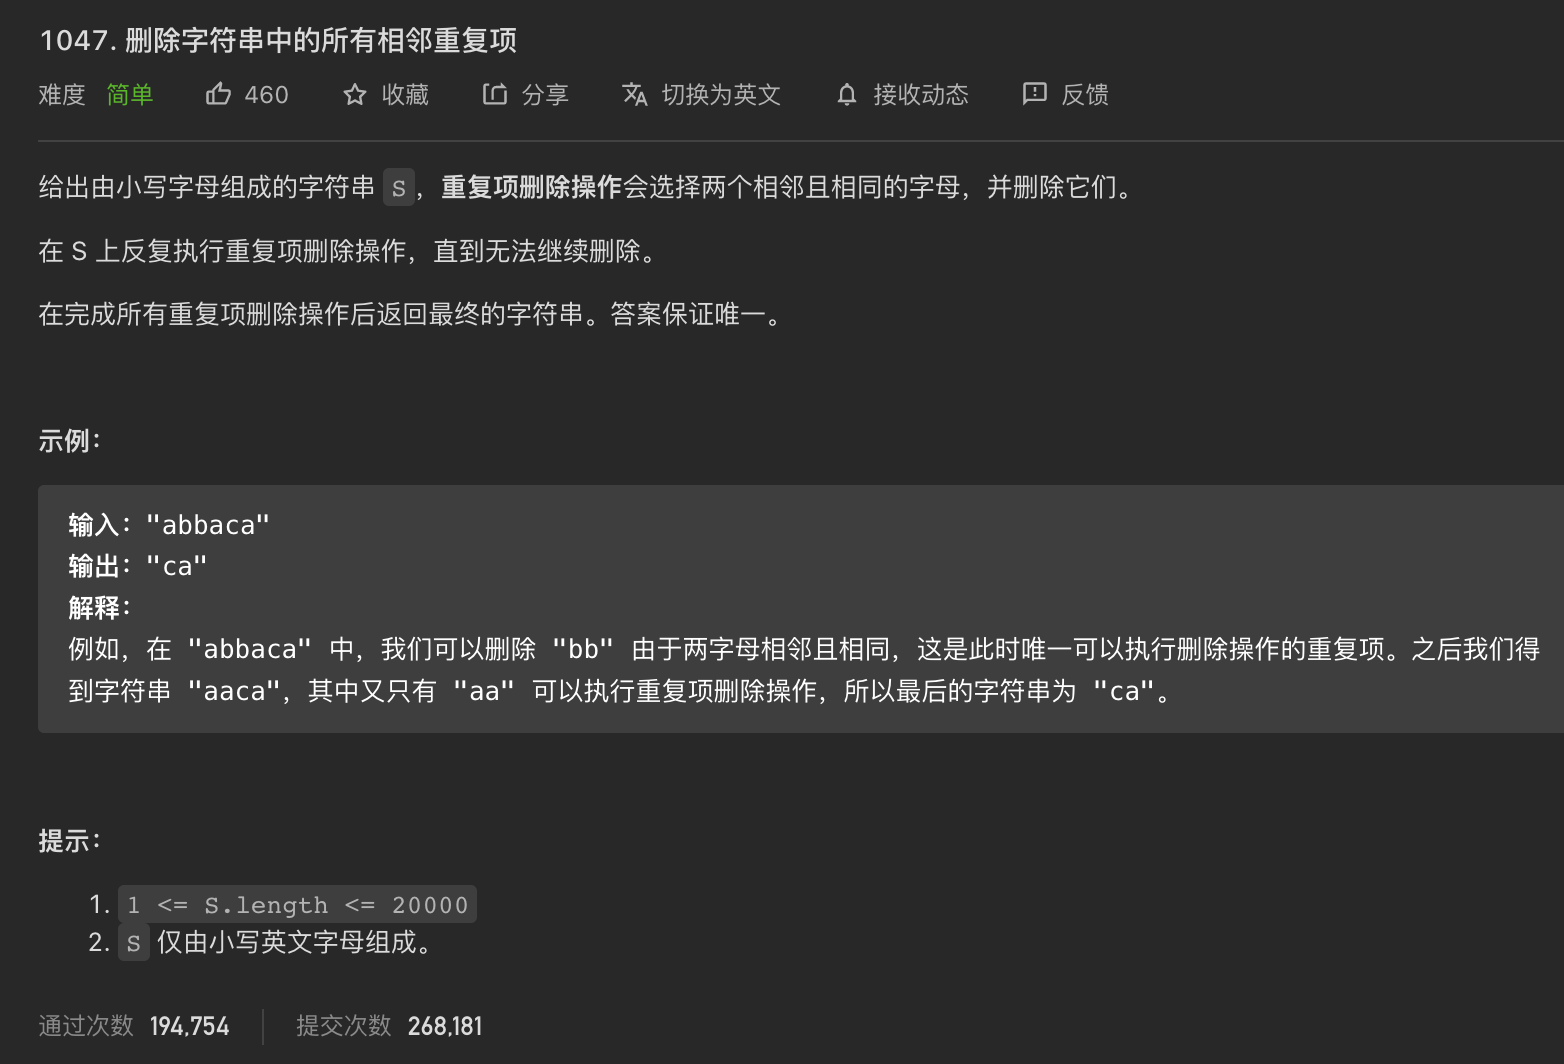 1047. 删除字符串中的所有相邻重复项
难度 简单 460 收藏 分享 切换为英文 接收动态 反馈
给出由小写字母组成的字符串 S，重复项删除操作会选择两个相邻且相同的字母，并删除它们。
在 S 上反复执行重复项删除操作，直到无法继续删除。
在完成所有重复项删除操作后返回最终的字符串。答案保证唯一。
示例：
输入："abbaca"
输出："ca"
解释：
例如，在 "abbaca" 中，我们可以删除 "bb" 由于两字母相邻且相同，这是此时唯一可以执行删除操作的重复项。之后我们得
到字符串 "aaca"，其中又只有 "aa" 可以执行重复项删除操作，所以最后的字符串为 "ca"。
提示：
1. 1 <= S.length <= 20000
2. S 仅由小写英文字母组成。
通过次数 194,754 提交次数 268,181